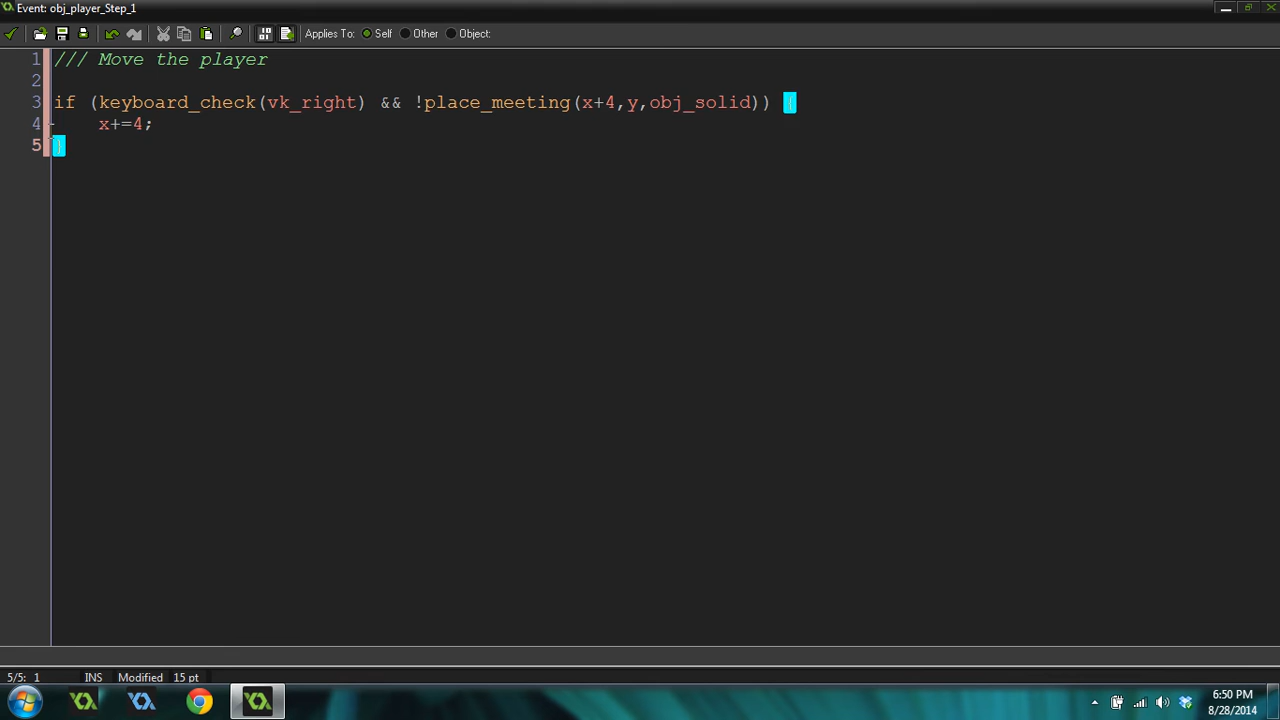 Event: obj_player_Step_1
Applies To: Self Other Object:
1 /// Move the player
2
3 if (keyboard_check(vk_right) && !place_meeting(x+4,y,obj_solid)) {
4 x+=4;
5 }
5/5: 1 INS Modified 15 pt
6:50 PM
8/28/2014